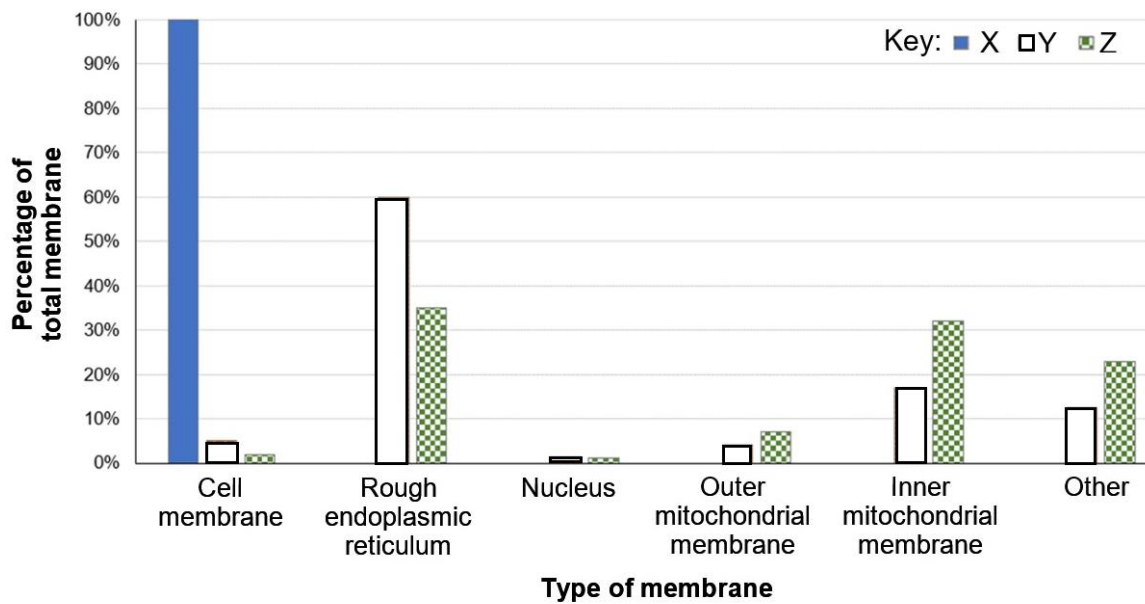 100%
90%
80%
70%
60%
50%
40%
30%
20%
10%
0%
Percentage of
total membrane
Key: X Y Z
Cell
membrane
Rough
endoplasmic
reticulum
Nucleus
Outer
mitochondrial
membrane
Inner
mitochondrial
membrane
Other
Type of membrane